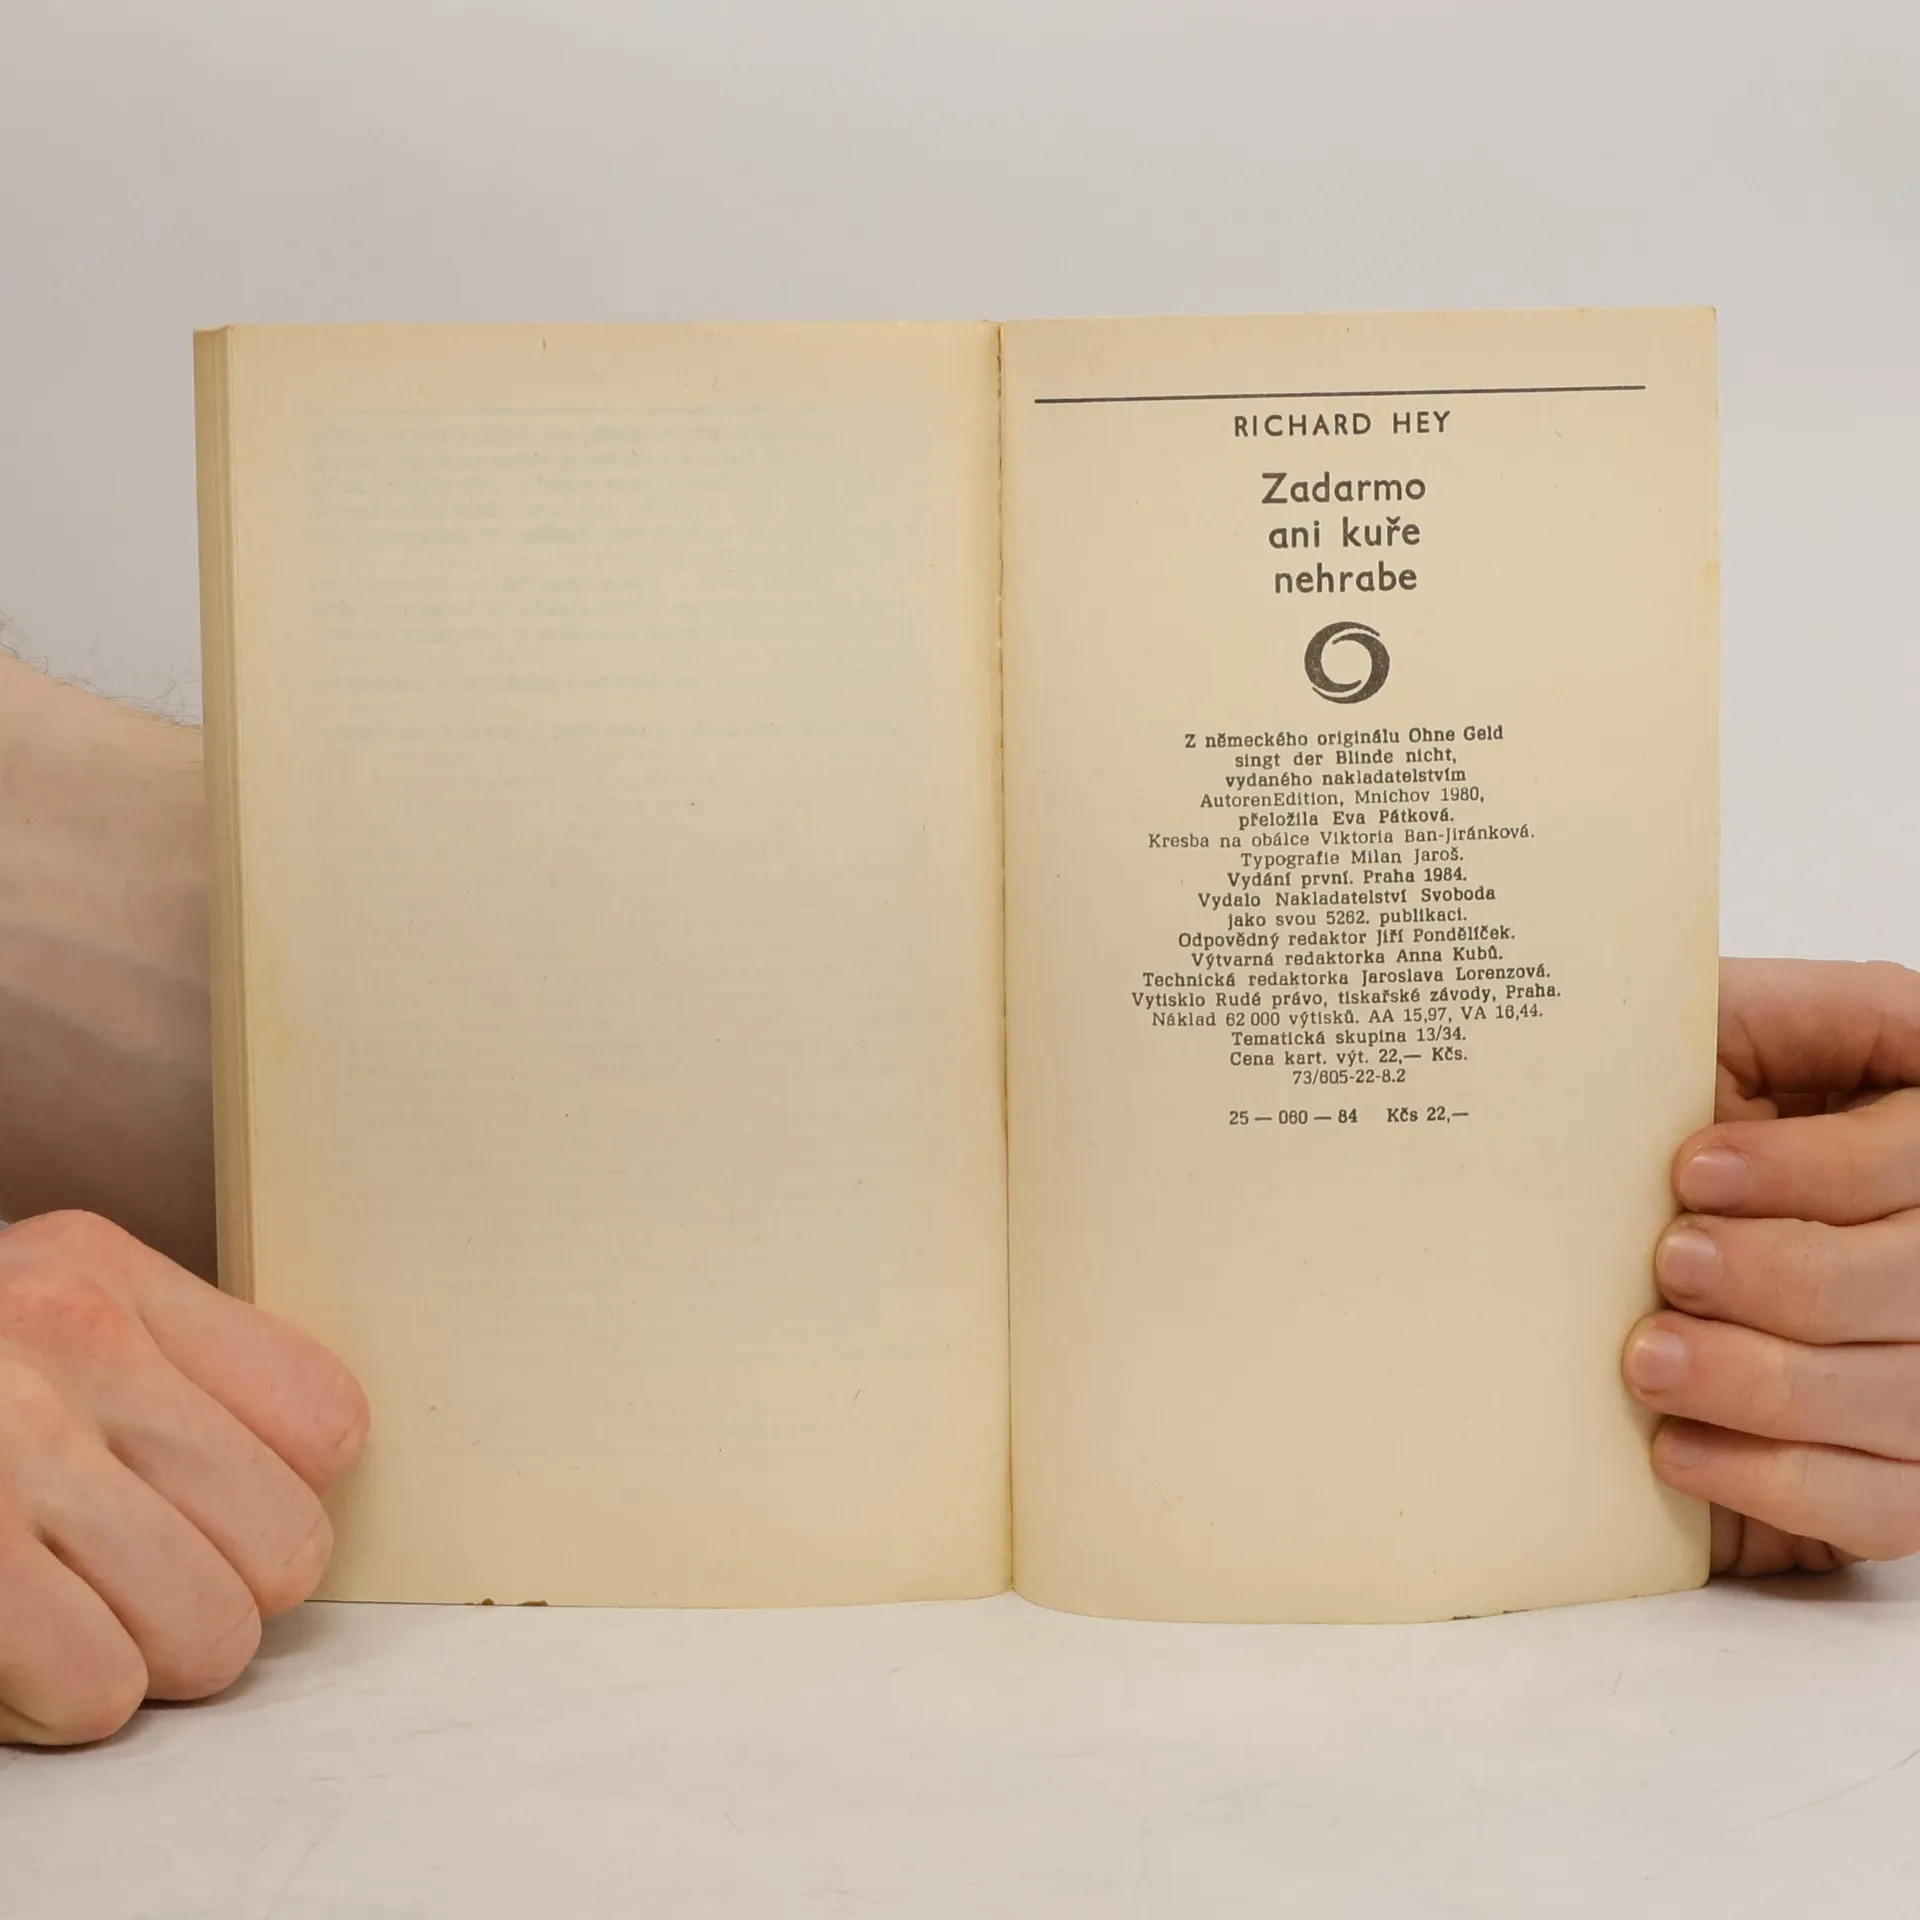 RICHARD HEY
Zadarmo
ani kuře
nehrabe
Z německého originálu Ohne Geld
singt der Blinde nicht,
vydaného nakladatelstvím
AutorenEdition, Mnichov 1980,
přeložila Eva Pátková.
Kresba na obálce Viktoria Ban-Jiránková.
Typografie Milan Jaroš.
Vydání první. Praha 1984.
Vydalo Nakladatelství Svoboda
jako svou 5262. publikaci.
Odpovědný redaktor Jiří Pondělíček.
Výtvarná redaktorka Anna Kubů.
Technická redaktorka Jaroslava Lorenzová.
Vytisklo Rudé právo, tiskařské závody, Praha.
Náklad 62 000 výtisků. AA 15,97, VA 16,44.
Tematická skupina 13/34.
Cena kart. výt. 22,— Kčs.
73/605-22-8.2
25 — 060 — 84 Kčs 22,—